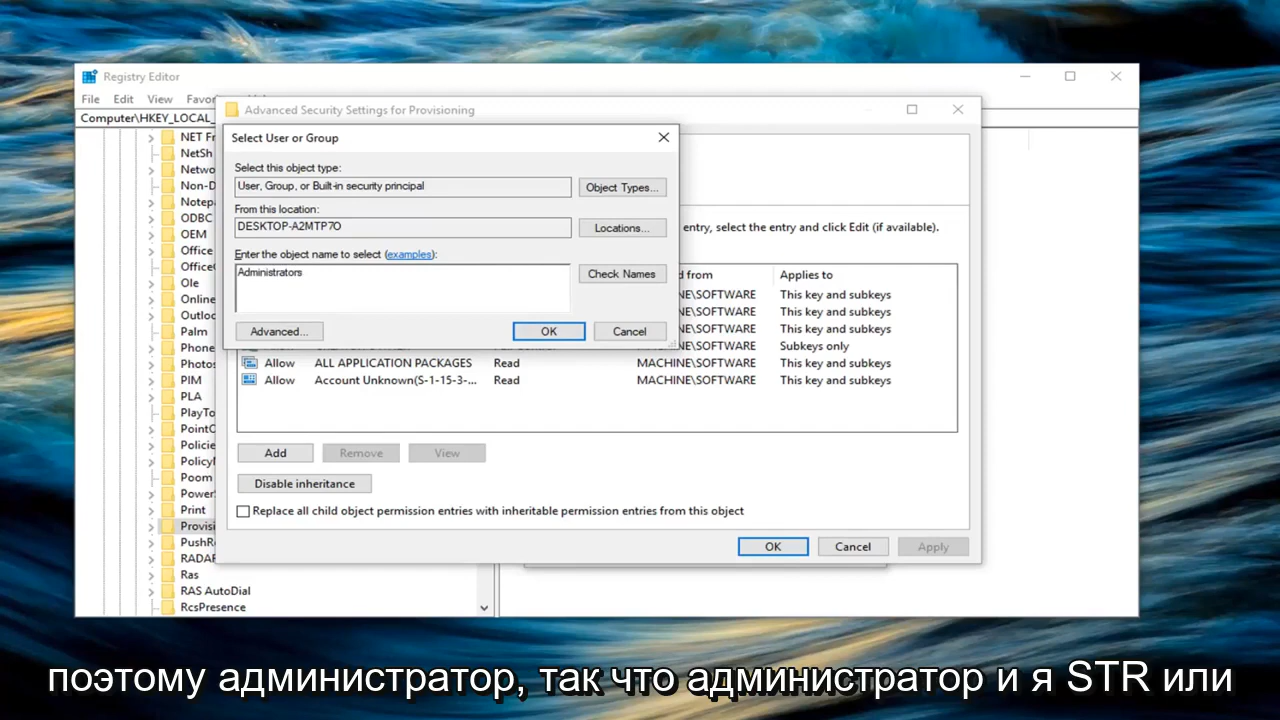 Registry Editor
File Edit View Favor
Computer\HKEY_LOCAL_
NET Fr
NetSh
Netwo
Non-D
Notepa
ODBC
OEM
Office
OfficeC
Ole
Online
Outloo
Palm
Phone
Photos
PIM
PLA
PlayTo
PointO
Policie
PolicyM
Poom
PowerS
Print
Provisi
PushRo
RADAR
Ras
RAS AutoDial
RcsPresence
Advanced Security Settings for Provisioning
Select User or Group
Select this object type:
User, Group, or Built-in security principal
Object Types...
From this location:
DESKTOP-A2MTP7O
Locations...
Enter the object name to select (examples):
Administrators
Check Names
Advanced...
OK
Cancel
entry, select the entry and click Edit (if available).
d from Applies to
NE\SOFTWARE This key and subkeys
NE\SOFTWARE This key and subkeys
NE\SOFTWARE This key and subkeys
MACHINE\SOFTWARE Subkeys only
Allow ALL APPLICATION PACKAGES Read MACHINE\SOFTWARE This key and subkeys
Allow Account Unknown(S-1-15-3-... Read MACHINE\SOFTWARE This key and subkeys
Add
Remove
View
Disable inheritance
Replace all child object permission entries with inheritable permission entries from this object
OK
Cancel
Apply
поэтому администратор, так что администратор и я STR или